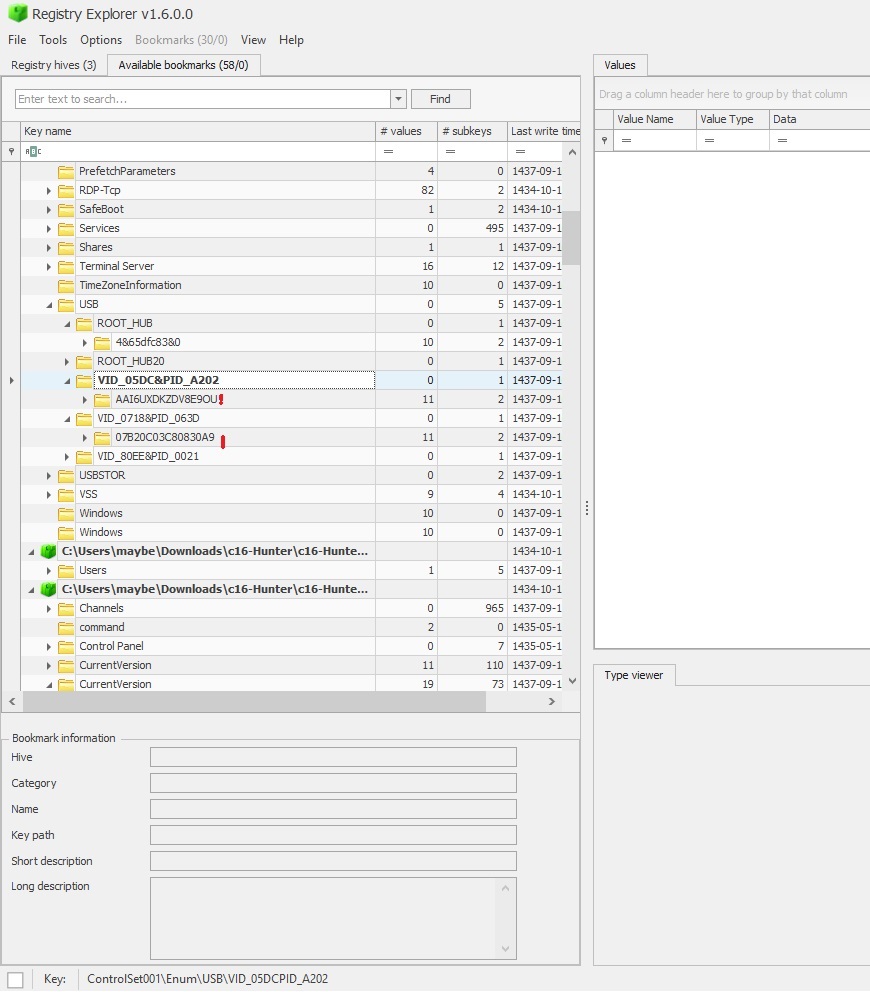 Registry Explorer v1.6.0.0
File Tools Options Bookmarks (30/0) View Help
Registry hives (3) Available bookmarks (58/0)
Values
Enter text to search... Find
Drag a column header here to group by that column
Key name # values # subkeys Last write time
Value Name Value Type Data
= = =
= = =
PrefetchParameters 4 0 1437-09-1
RDP-Tcp 82 2 1434-10-1
SafeBoot 1 2 1434-10-1
Services 0 495 1437-09-1
Shares 1 1 1437-09-1
Terminal Server 16 12 1437-09-1
TimeZoneInformation 10 0 1437-09-1
USB 0 5 1437-09-1
ROOT_HUB 0 1 1437-09-1
4&65dfc83&0 10 2 1437-09-1
ROOT_HUB20 0 1 1437-09-1
VID_05DC&PID_A202 0 1 1437-09-1
AAI6UXDKZDV8E9OU 11 2 1437-09-1
VID_0718&PID_063D 0 1 1437-09-1
07B20C03C80830A9 11 2 1437-09-1
VID_80EE&PID_0021 0 1 1437-09-1
USBSTOR 0 2 1437-09-1
VSS 9 4 1434-10-1
Windows 10 0 1437-09-1
Windows 10 0 1437-09-1
C:\Users\maybe\Downloads\c16-Hunter\c16-Hunte... 1434-10-1
Users 1 5 1437-09-1
C:\Users\maybe\Downloads\c16-Hunter\c16-Hunte... 1434-10-1
Channels 0 965 1437-09-1
command 2 0 1435-05-1
Control Panel 0 7 1435-05-1
CurrentVersion 11 110 1437-09-1
CurrentVersion 19 73 1437-09-1
Type viewer
Bookmark information
Hive
Category
Name
Key path
Short description
Long description
Key: ControlSet001\Enum\USB\VID_05DCPID_A202